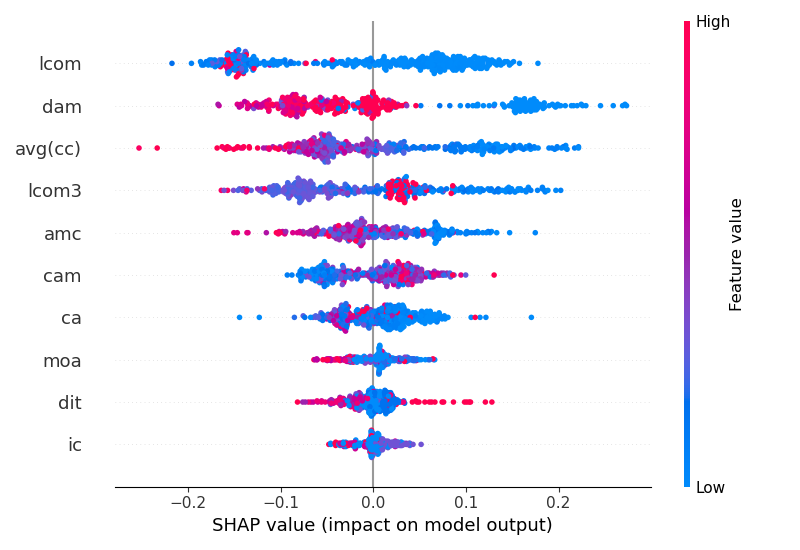 High
lcom
dam
avg(cc)
lcom3
amc
cam
ca
moa
dit
ic
Feature value
Low
−0.2 −0.1 0.0 0.1 0.2
SHAP value (impact on model output)